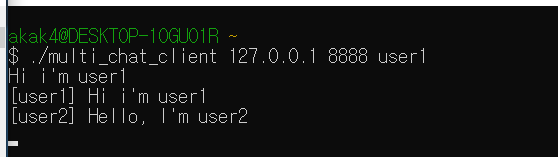 akak4@DESKTOP-10GU01R ~
$ ./multi_chat_client 127.0.0.1 8888 user1
Hi i'm user1
[user1] Hi i'm user1
[user2] Hello, I'm user2